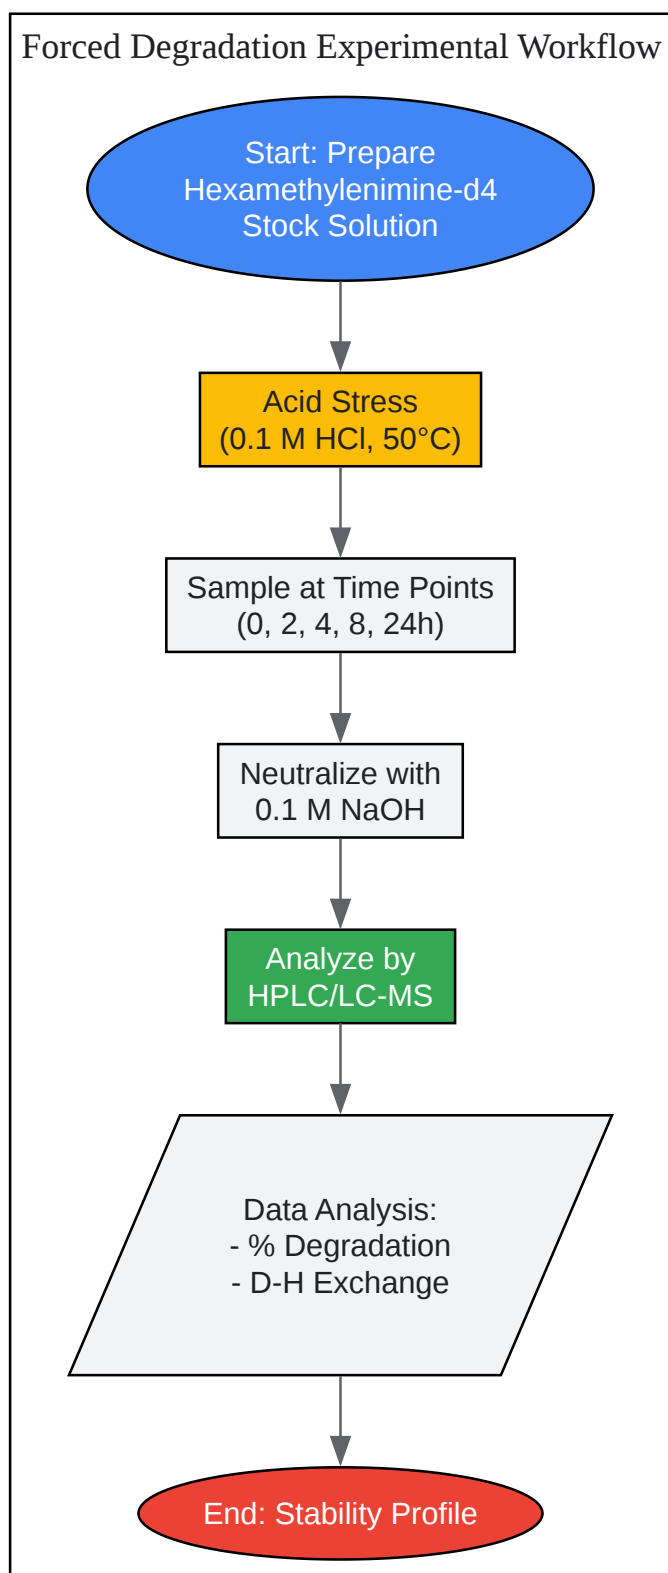 Forced Degradation Experimental Workflow
Start: Prepare
Hexamethylenimine-d4
Stock Solution
Acid Stress
(0.1 M HCl, 50°C)
Sample at Time Points
(0, 2, 4, 8, 24h)
Neutralize with
0.1 M NaOH
Analyze by
HPLC/LC-MS
Data Analysis:
- % Degradation
- D-H Exchange
End: Stability Profile